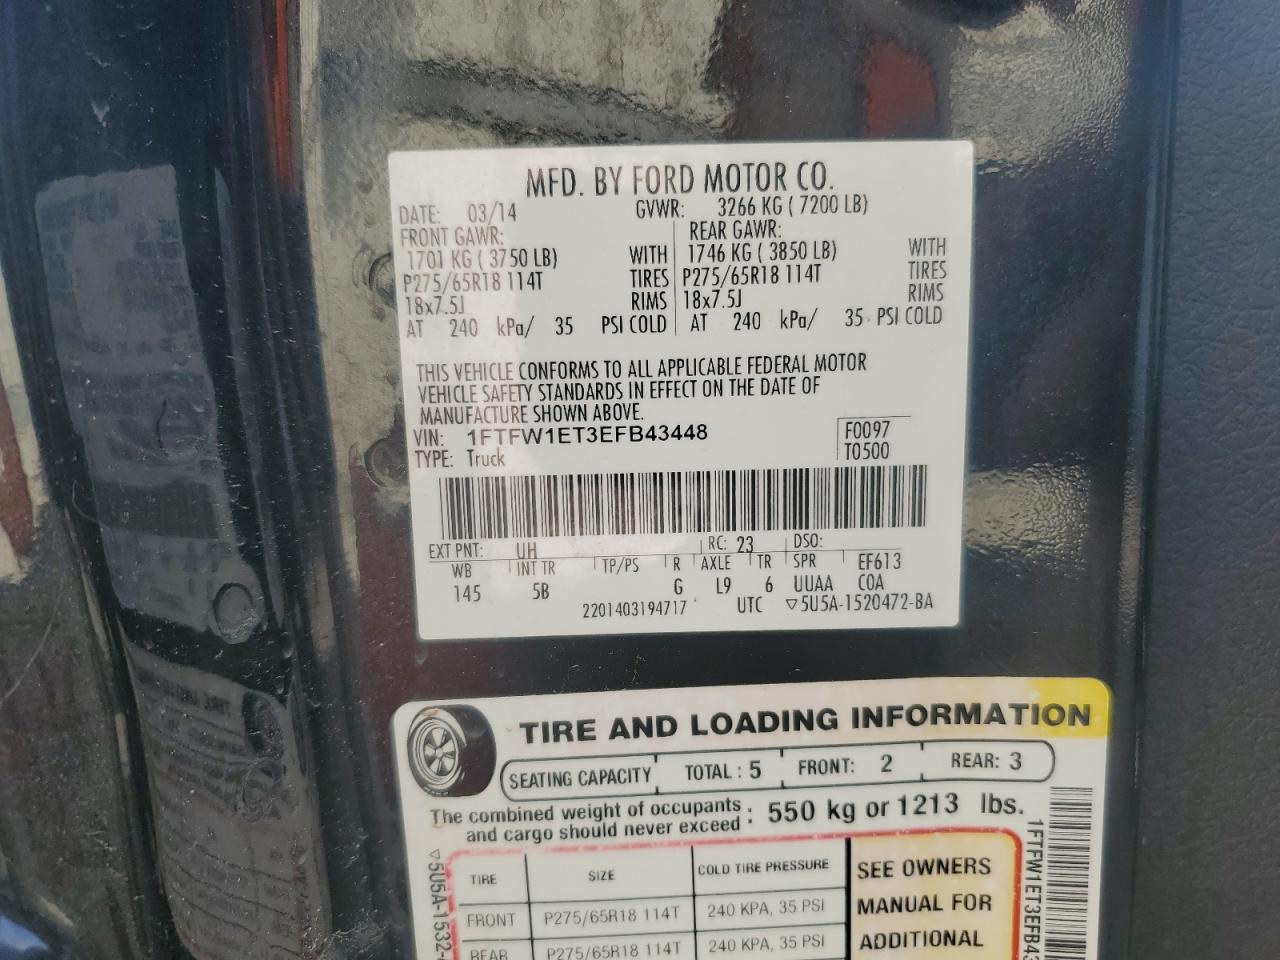 MFD. BY FORD MOTOR CO.
DATE: 03/14 GVWR: 3266 KG ( 7200 LB)
FRONT GAWR: REAR GAWR:
1701 KG ( 3750 LB) WITH 1746 KG ( 3850 LB) WITH
P275/65R18 114T TIRES P275/65R18 114T TIRES
18x7.5J RIMS 18x7.5J RIMS
AT 240 kPa/ 35 PSI COLD AT 240 kPa/ 35 PSI COLD
THIS VEHICLE CONFORMS TO ALL APPLICABLE FEDERAL MOTOR
VEHICLE SAFETY STANDARDS IN EFFECT ON THE DATE OF
MANUFACTURE SHOWN ABOVE.
VIN: 1FTFW1ET3EFB43448 F0097
TYPE: Truck T0500
EXT PNT: UH RC: 23 DSO:
WB INT TR TP/PS R AXLE TR SPR EF613
145 5B G L9 6 UUAA COA
2201403194717 UTC ▽5U5A-1520472-BA
TIRE AND LOADING INFORMATION
SEATING CAPACITY TOTAL : 5 FRONT: 2 REAR: 3
The combined weight of occupants
and cargo should never exceed : 550 kg or 1213 lbs.
TIRE SIZE COLD TIRE PRESSURE SEE OWNERS
FRONT P275/65R18 114T 240 KPA, 35 PSI MANUAL FOR
REAR P275/65R18 114T 240 KPA, 35 PSI ADDITIONAL
▽5U5A-1532
1FTFW1ET3EFB43